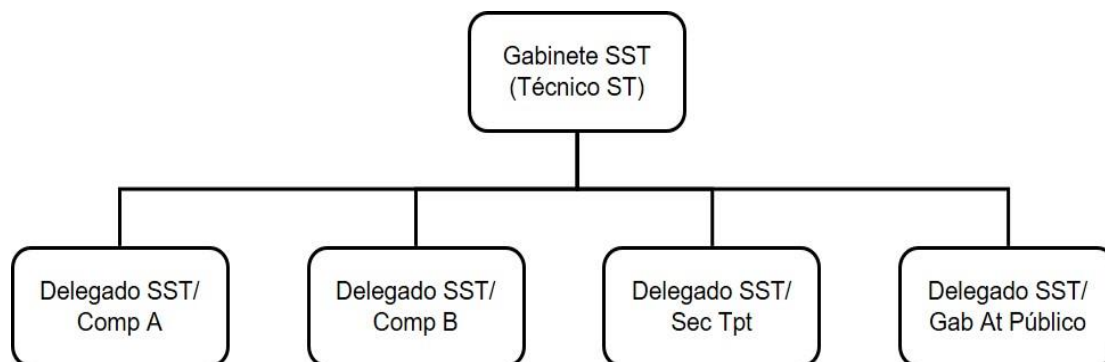 Gabinete SST
(Técnico ST)
Delegado SST/
Comp A
Delegado SST/
Comp B
Delegado SST/
Sec Tpt
Delegado SST/
Gab At Público